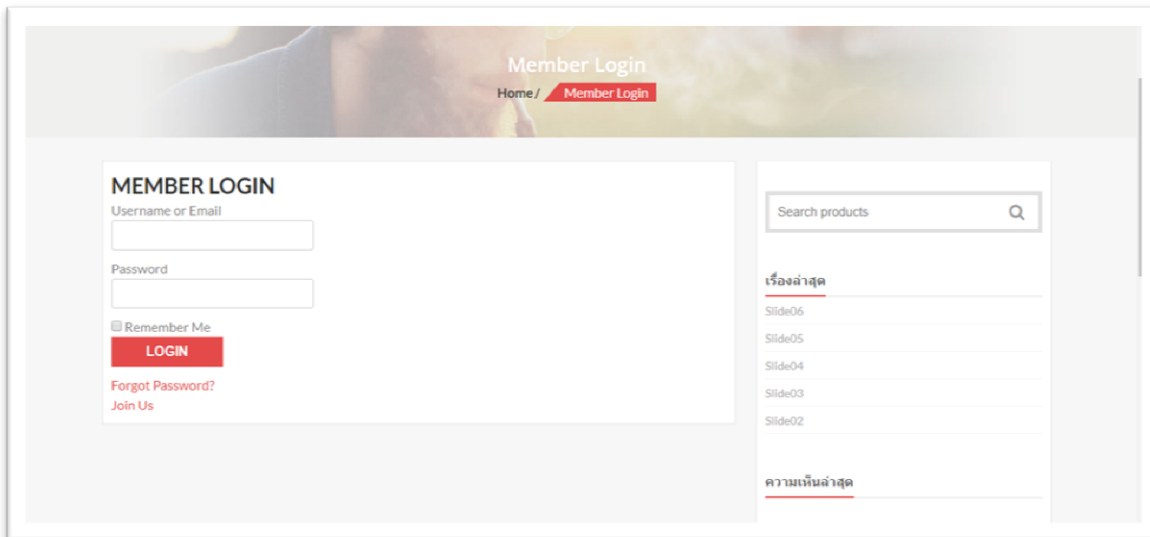 Member Login
Home / Member Login
MEMBER LOGIN
Username or Email
Password
Remember Me
LOGIN
Forgot Password?
Join Us
Search products
เรื่องล่าสุด
Slide06
Slide05
Slide04
Slide03
Slide02
ความเห็นล่าสุด